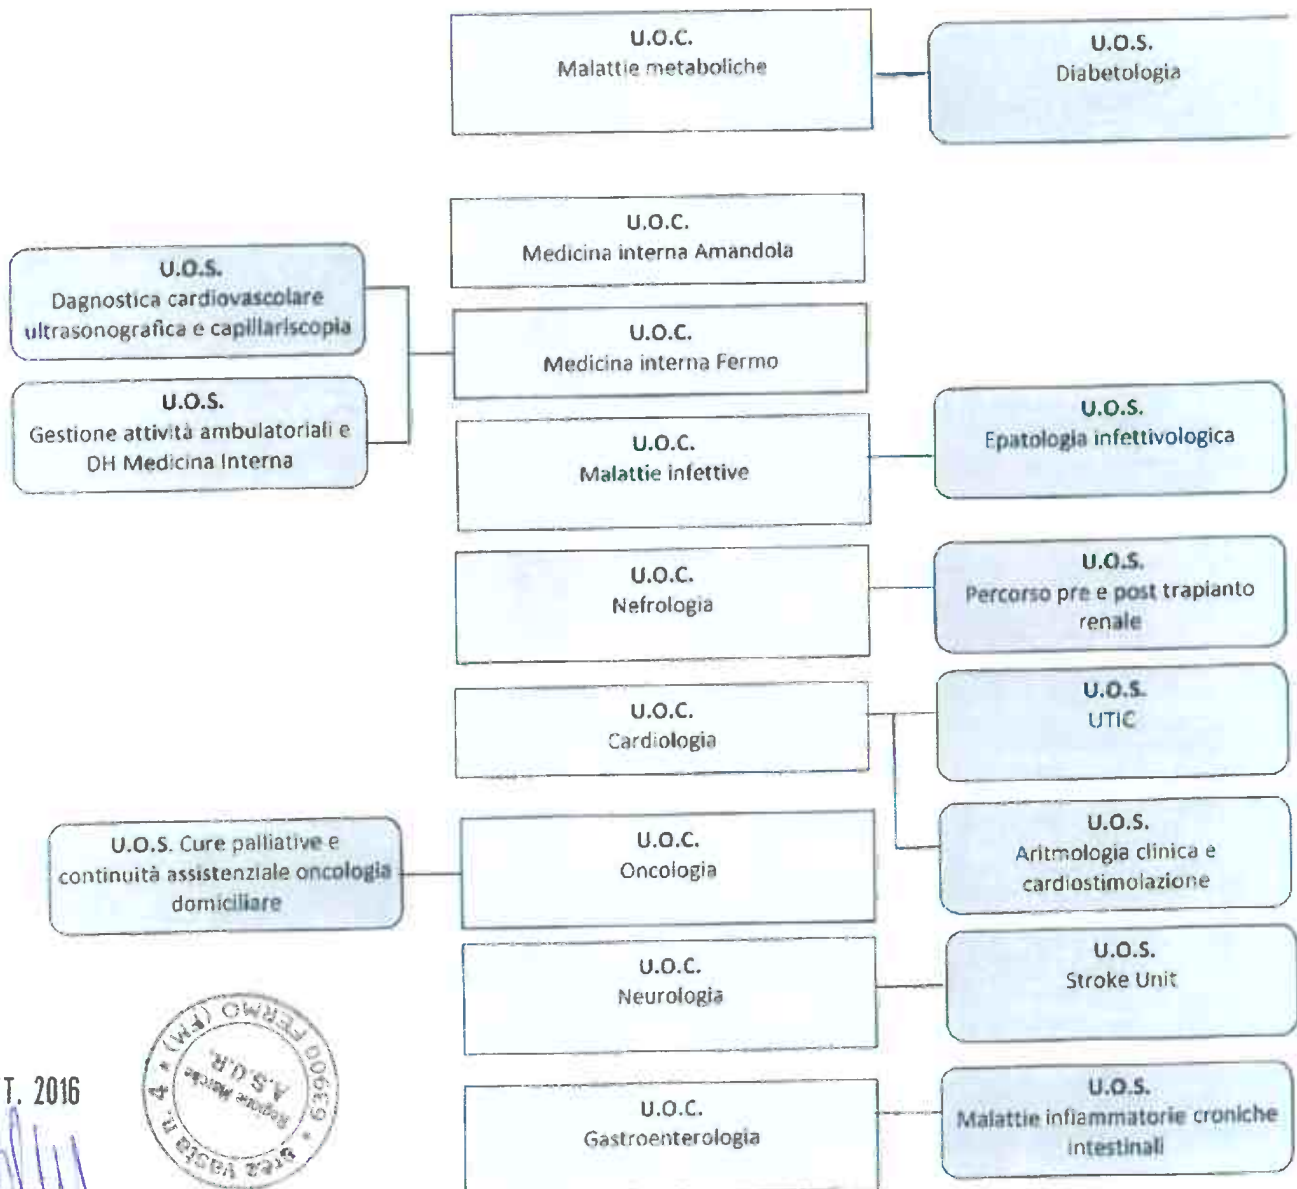 U.O.C.
Malattie metaboliche
U.O.S.
Diabetologia
U.O.C.
Medicina interna Amandola
U.O.S.
Dagnostica cardiovascolare
ultrasonografica e capillariscopia
U.O.C.
Medicina interna Fermo
U.O.S.
Gestione attività ambulatoriali e
DH Medicina Interna
U.O.C.
Malattie infettive
U.O.S.
Epatologia infettivologica
U.O.C.
Nefrologia
U.O.S.
Percorso pre e post trapianto
renale
U.O.C.
Cardiologia
U.O.S.
UTIC
U.O.S.
Aritmologia clinica e
cardiostimolazione
U.O.S. Cure palliative e
continuità assistenziale oncologia
domiciliare
U.O.C.
Oncologia
U.O.C.
Neurologia
U.O.S.
Stroke Unit
U.O.C.
Gastroenterologia
U.O.S.
Malattie infiammatorie croniche
intestinali
T. 2016
Area Vasta n. 4 * 63900 FERMO (FM) *
Regione Marche
A.S.U.R.